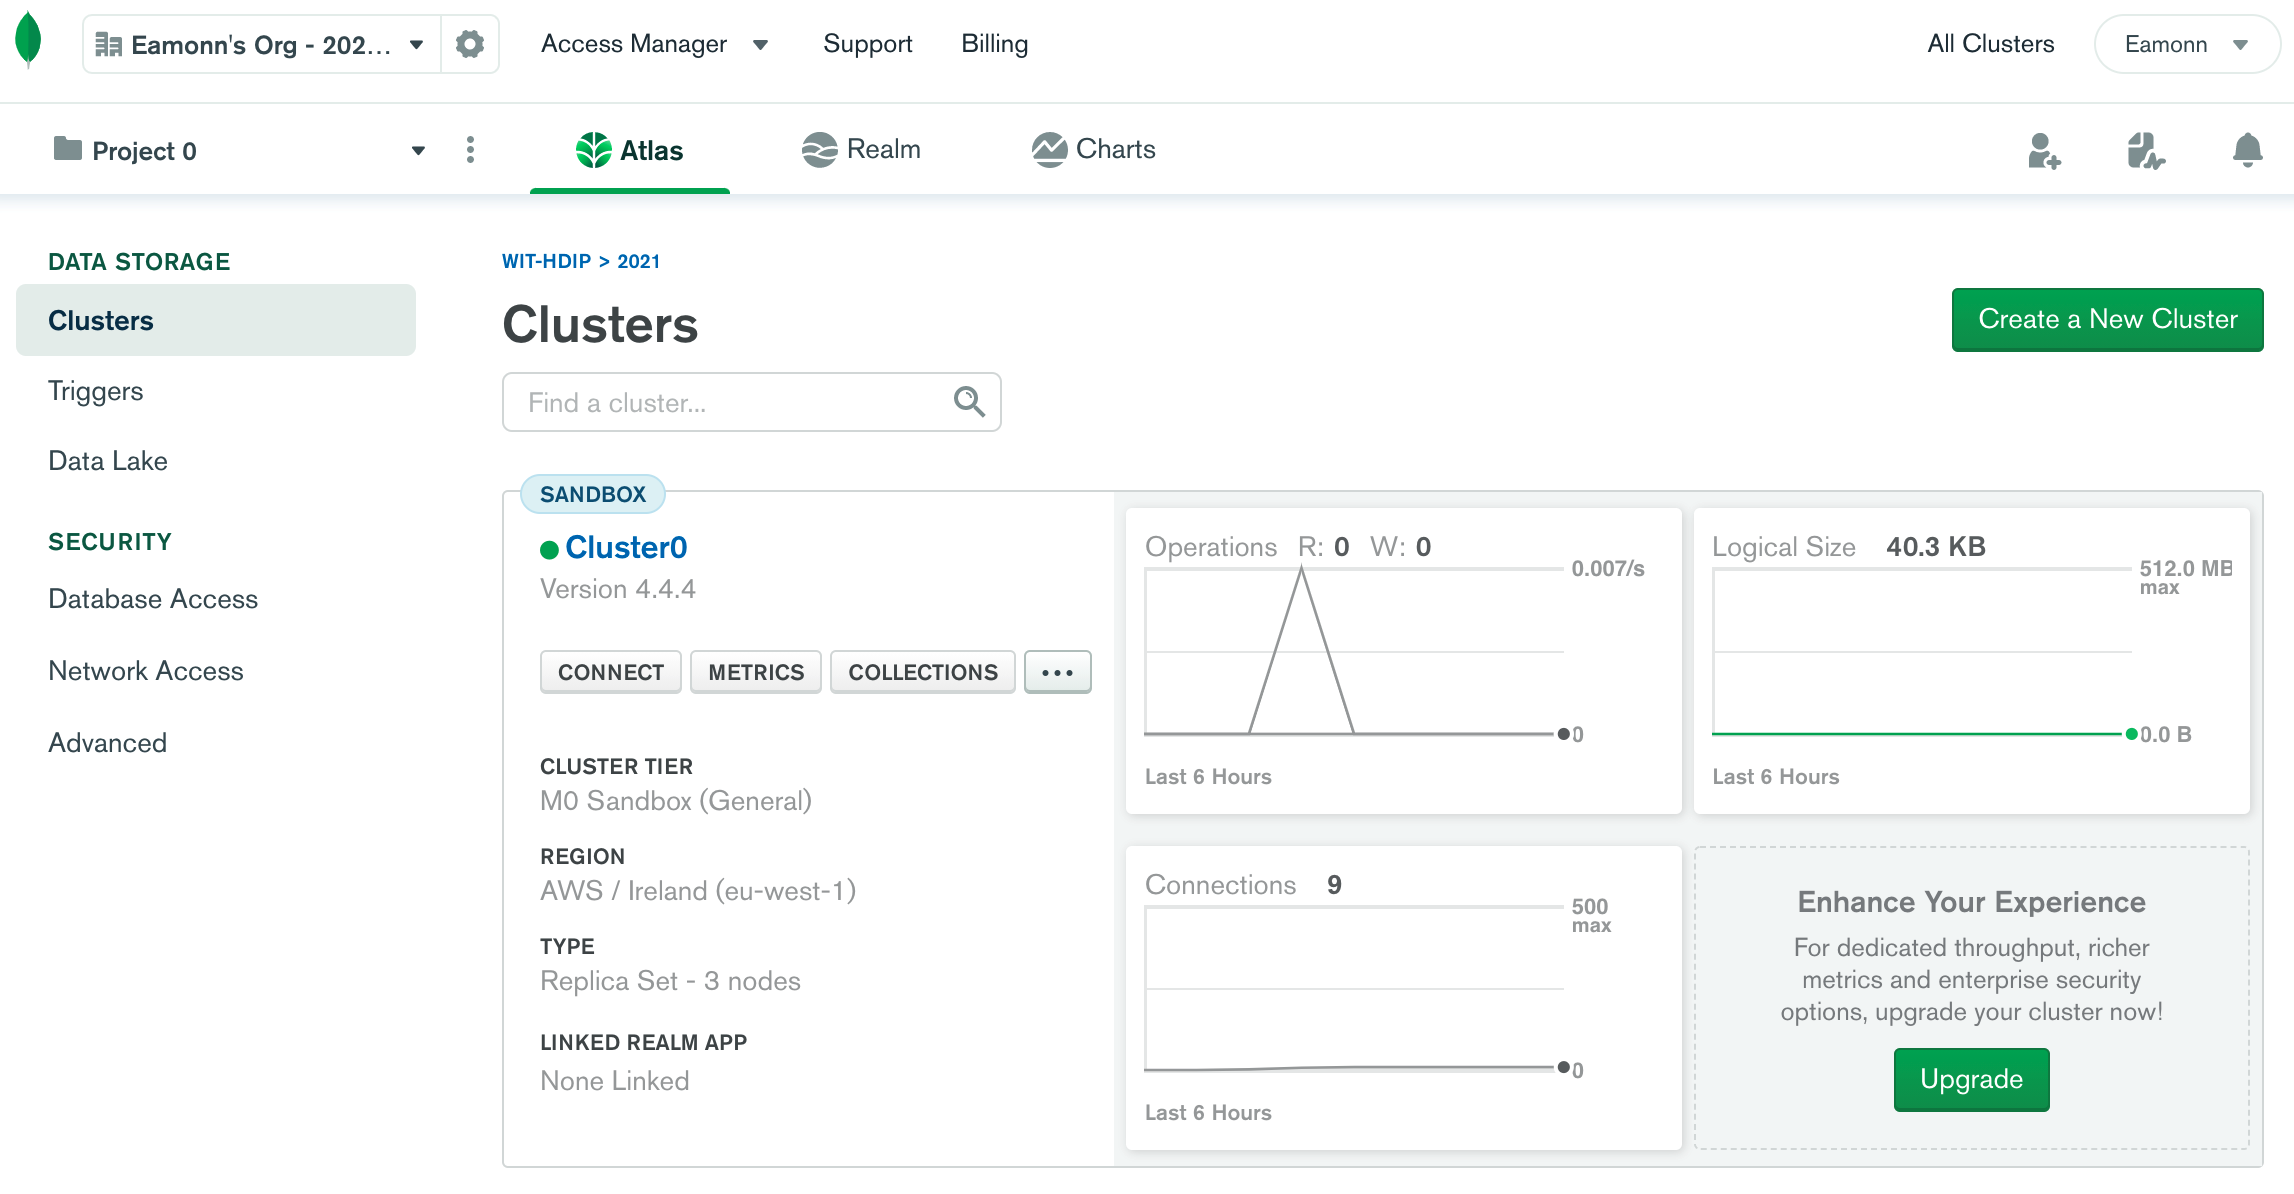 Eamonn's Org - 202...
Access Manager
Support
Billing
All Clusters
Eamonn
Project 0
Atlas
Realm
Charts
DATA STORAGE
Clusters
Triggers
Data Lake
SECURITY
Database Access
Network Access
Advanced
WIT-HDIP > 2021
Clusters
Create a New Cluster
Find a cluster...
SANDBOX
Cluster0
Version 4.4.4
CONNECT
METRICS
COLLECTIONS
...
CLUSTER TIER
M0 Sandbox (General)
REGION
AWS / Ireland (eu-west-1)
TYPE
Replica Set - 3 nodes
LINKED REALM APP
None Linked
Operations R: 0 W: 0
0.007/s
0
Last 6 Hours
Logical Size 40.3 KB
512.0 MB
max
0.0 B
Last 6 Hours
Connections 9
500
max
0
Last 6 Hours
Enhance Your Experience
For dedicated throughput, richer
metrics and enterprise security
options, upgrade your cluster now!
Upgrade